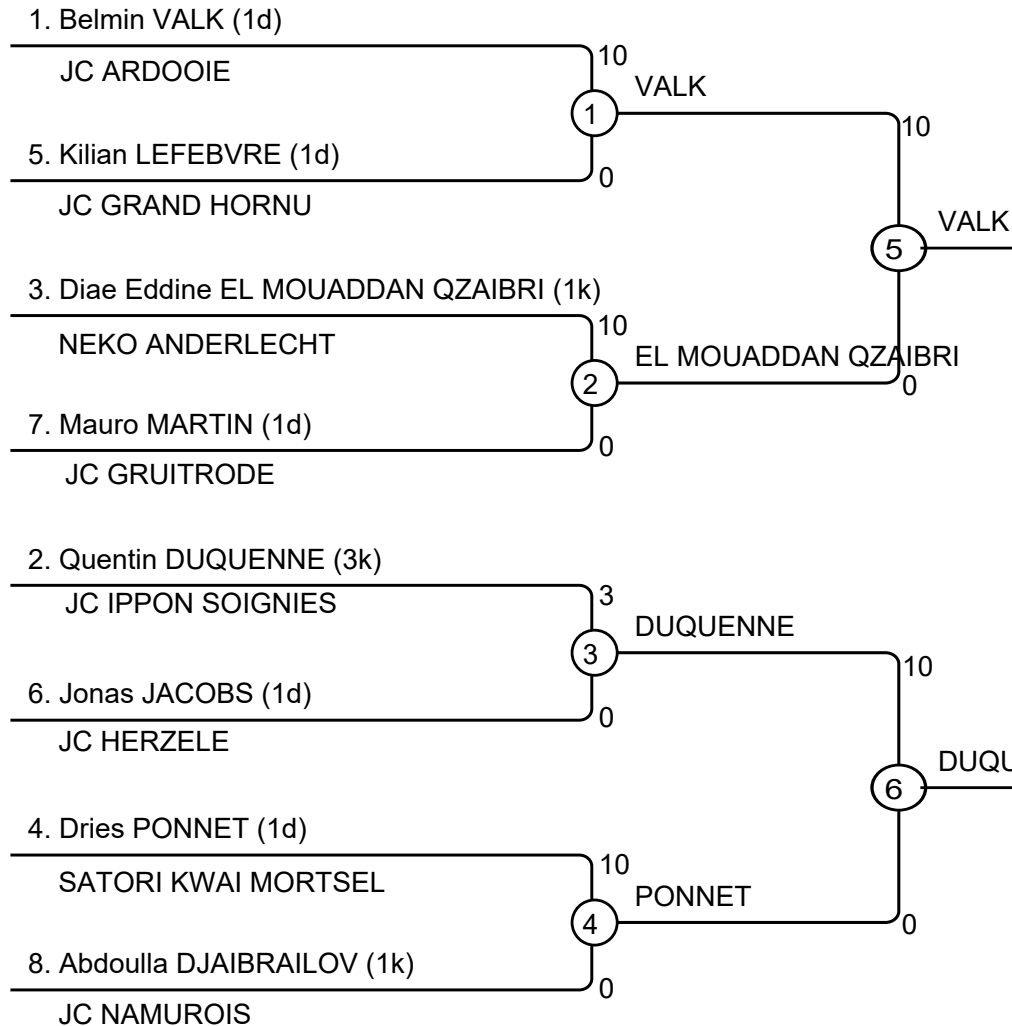 1. Belmin VALK (1d)
10
JC ARDOOIE
VALK
1
10
5. Kilian LEFEBVRE (1d)
0
JC GRAND HORNU
VALK
5
3. Diae Eddine EL MOUADDAN QZAIBRI (1k)
10
NEKO ANDERLECHT
EL MOUADDAN QZAIBRI
2
0
7. Mauro MARTIN (1d)
0
JC GRUITRODE
2. Quentin DUQUENNE (3k)
3
JC IPPON SOIGNIES
DUQUENNE
3
10
6. Jonas JACOBS (1d)
0
JC HERZELE
DUQU
6
4. Dries PONNET (1d)
10
SATORI KWAI MORTSEL
PONNET
4
0
8. Abdoulla DJAIBRAILOV (1k)
0
JC NAMUROIS